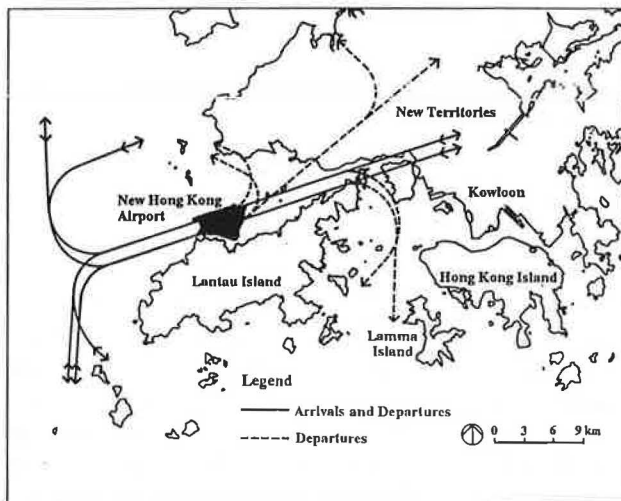 New Territories
New Hong Kong
Airport
Kowloon
Lantau Island
Hong Kong Island
Lamma
Island
Legend
Arrivals and Departures
Departures
0 3 6 9 km